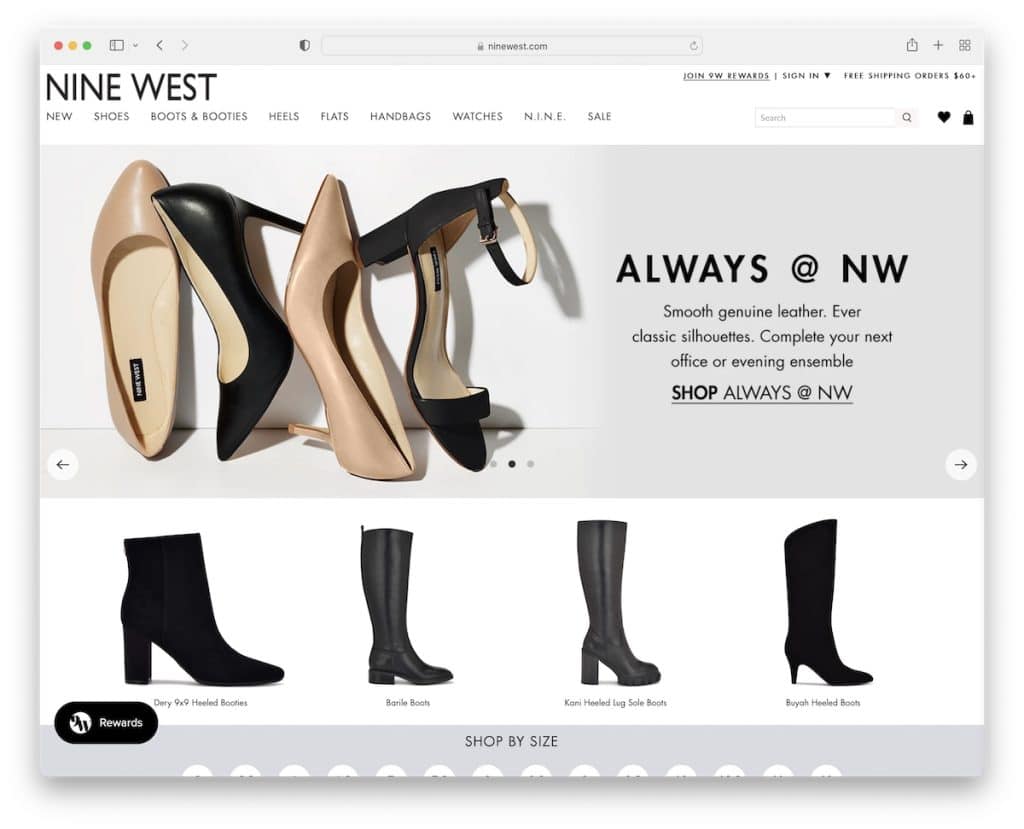 ninewest.com
NINE WEST
JOIN 9W REWARDS | SIGN IN ▼ FREE SHIPPING ORDERS $60+
NEW SHOES BOOTS & BOOTIES HEELS FLATS HANDBAGS WATCHES N.I.N.E. SALE
Search
NINE WEST
ALWAYS @ NW
Smooth genuine leather. Ever
classic silhouettes. Complete your next
office or evening ensemble
SHOP ALWAYS @ NW
Dery 9x9 Heeled Booties
Barile Boots
Kani Heeled Lug Sole Boots
Buyah Heeled Boots
Rewards
SHOP BY SIZE